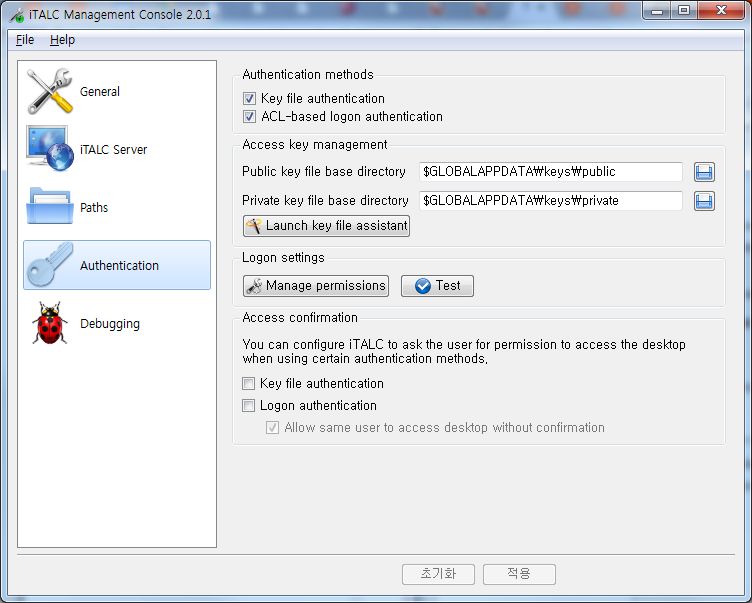 iTALC Management Console 2.0.1
File Help
General
iTALC Server
Paths
Authentication
Debugging
Authentication methods
Key file authentication
ACL-based logon authentication
Access key management
Public key file base directory $GLOBALAPPDATA₩keys₩public
Private key file base directory $GLOBALAPPDATA₩keys₩private
Launch key file assistant
Logon settings
Manage permissions Test
Access confirmation
You can configure iTALC to ask the user for permission to access the desktop
when using certain authentication methods.
Key file authentication
Logon authentication
Allow same user to access desktop without confirmation
초기화 적용